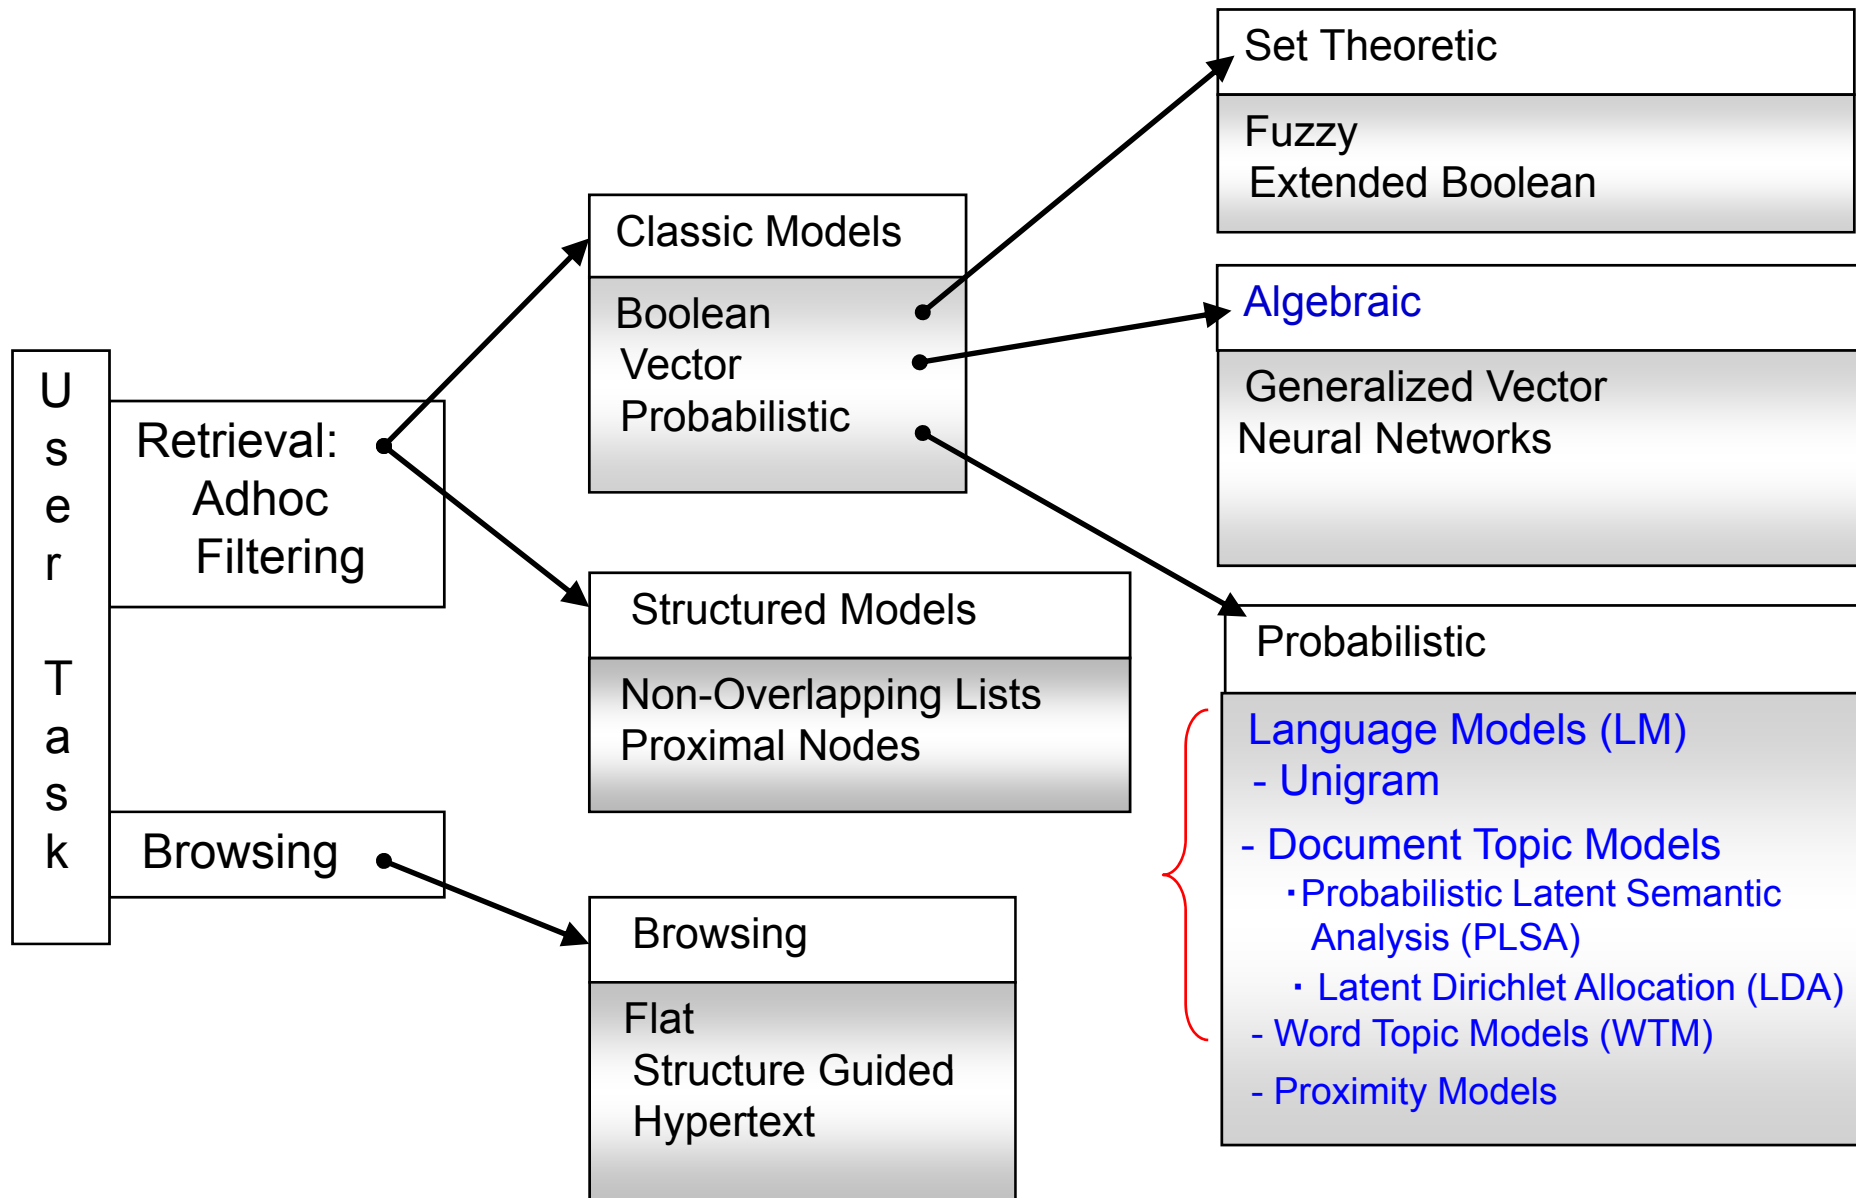 User Task
Retrieval:
Adhoc
Filtering
Browsing
Classic Models
Boolean
Vector
Probabilistic
Structured Models
Non-Overlapping Lists
Proximal Nodes
Browsing
Flat
Structure Guided
Hypertext
Set Theoretic
Fuzzy
Extended Boolean
Algebraic
Generalized Vector
Neural Networks
Probabilistic
Language Models (LM)
- Unigram
- Document Topic Models
・Probabilistic Latent Semantic
Analysis (PLSA)
・ Latent Dirichlet Allocation (LDA)
- Word Topic Models (WTM)
- Proximity Models